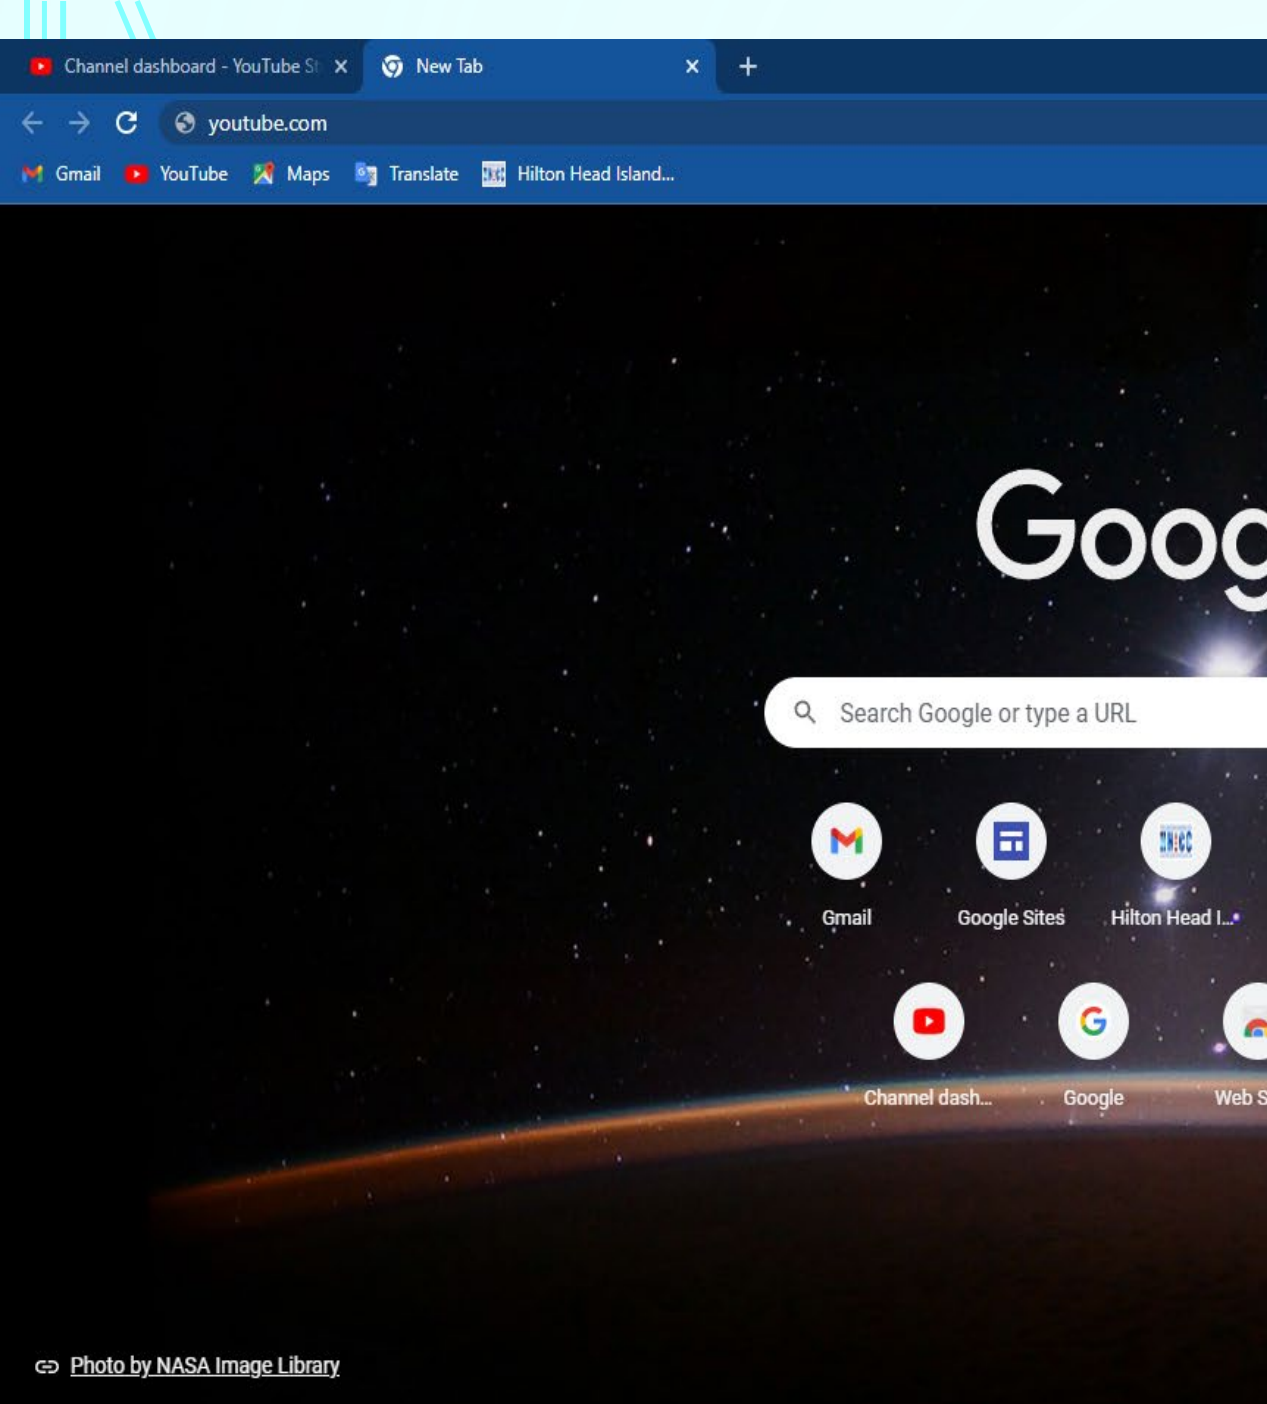 Channel dashboard - YouTube St
New Tab
youtube.com
Gmail YouTube Maps Translate Hilton Head Island...
Goog
Search Google or type a URL
HHICC
Gmail Google Sites Hilton Head I...
Channel dash... Google Web S
Photo by NASA Image Library